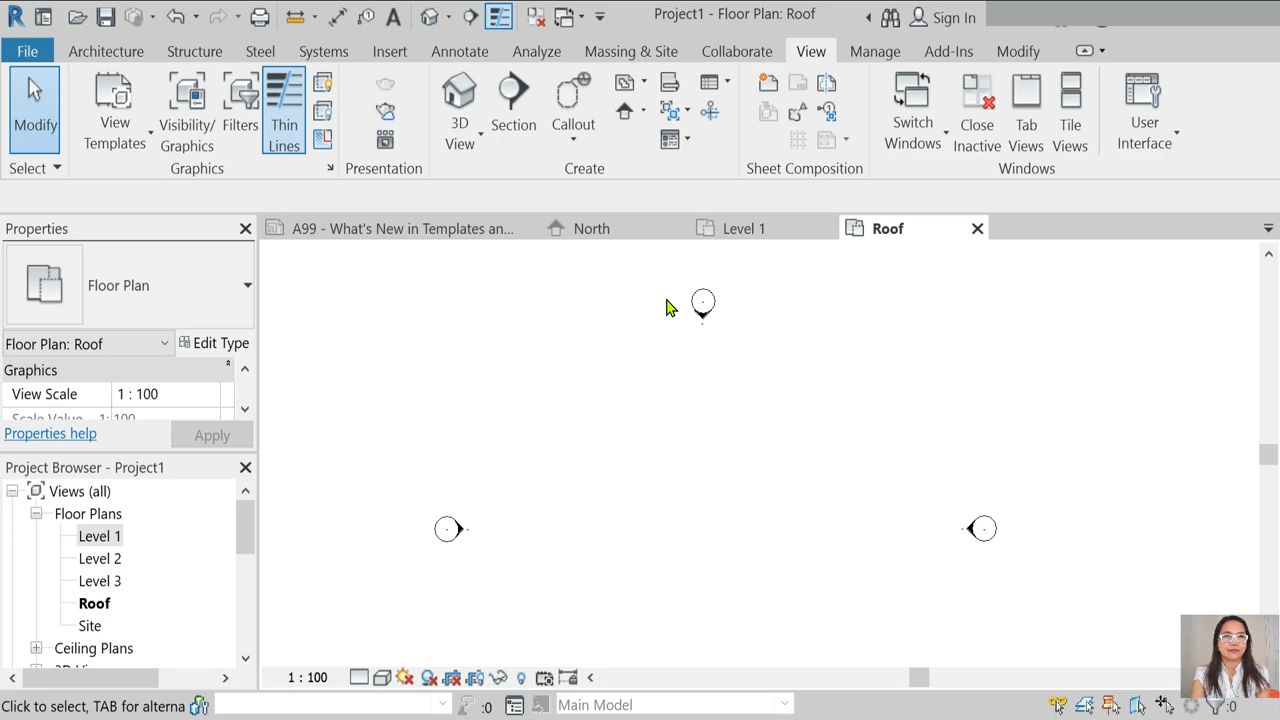 Project1 - Floor Plan: Roof
Sign In
File
Architecture
Structure
Steel
Systems
Insert
Annotate
Analyze
Massing & Site
Collaborate
View
Manage
Add-Ins
Modify
Modify
View
Templates
Visibility/
Graphics
Filters
Thin
Lines
3D
View
Section
Callout
Switch
Windows
Close
Inactive
Tab
Views
Tile
Views
User
Interface
Select
Graphics
Presentation
Create
Sheet Composition
Windows
Properties
A99 - What's New in Templates an...
North
Level 1
Roof
Floor Plan
Floor Plan: Roof
Edit Type
Graphics
View Scale
1 : 100
Scale Value 1:
100
Properties help
Apply
Project Browser - Project1
Views (all)
Floor Plans
Level 1
Level 2
Level 3
Roof
Site
Ceiling Plans
1 : 100
Click to select, TAB for alterna
:0
Main Model
:0